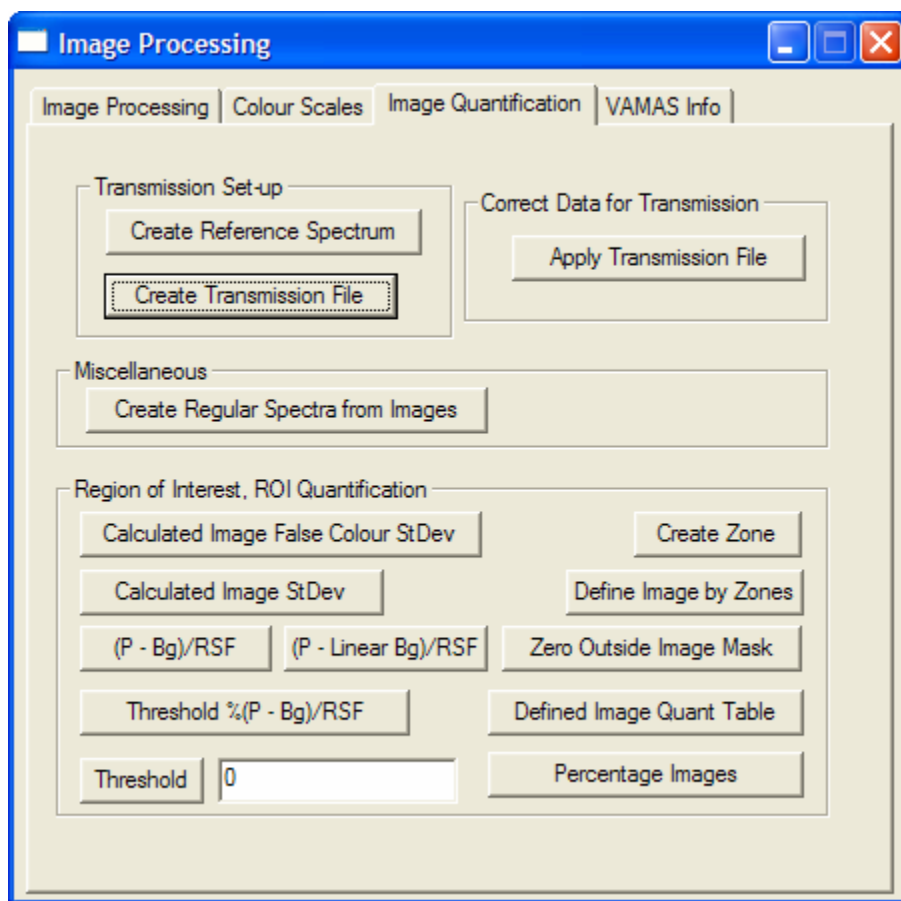 Image Processing
Image Processing Colour Scales Image Quantification VAMAS Info
Transmission Set-up
Create Reference Spectrum
Create Transmission File
Correct Data for Transmission
Apply Transmission File
Miscellaneous
Create Regular Spectra from Images
Region of Interest, ROI Quantification
Calculated Image False Colour StDev Create Zone
Calculated Image StDev Define Image by Zones
(P - Bg)/RSF (P - Linear Bg)/RSF Zero Outside Image Mask
Threshold %(P - Bg)/RSF Defined Image Quant Table
Threshold 0 Percentage Images